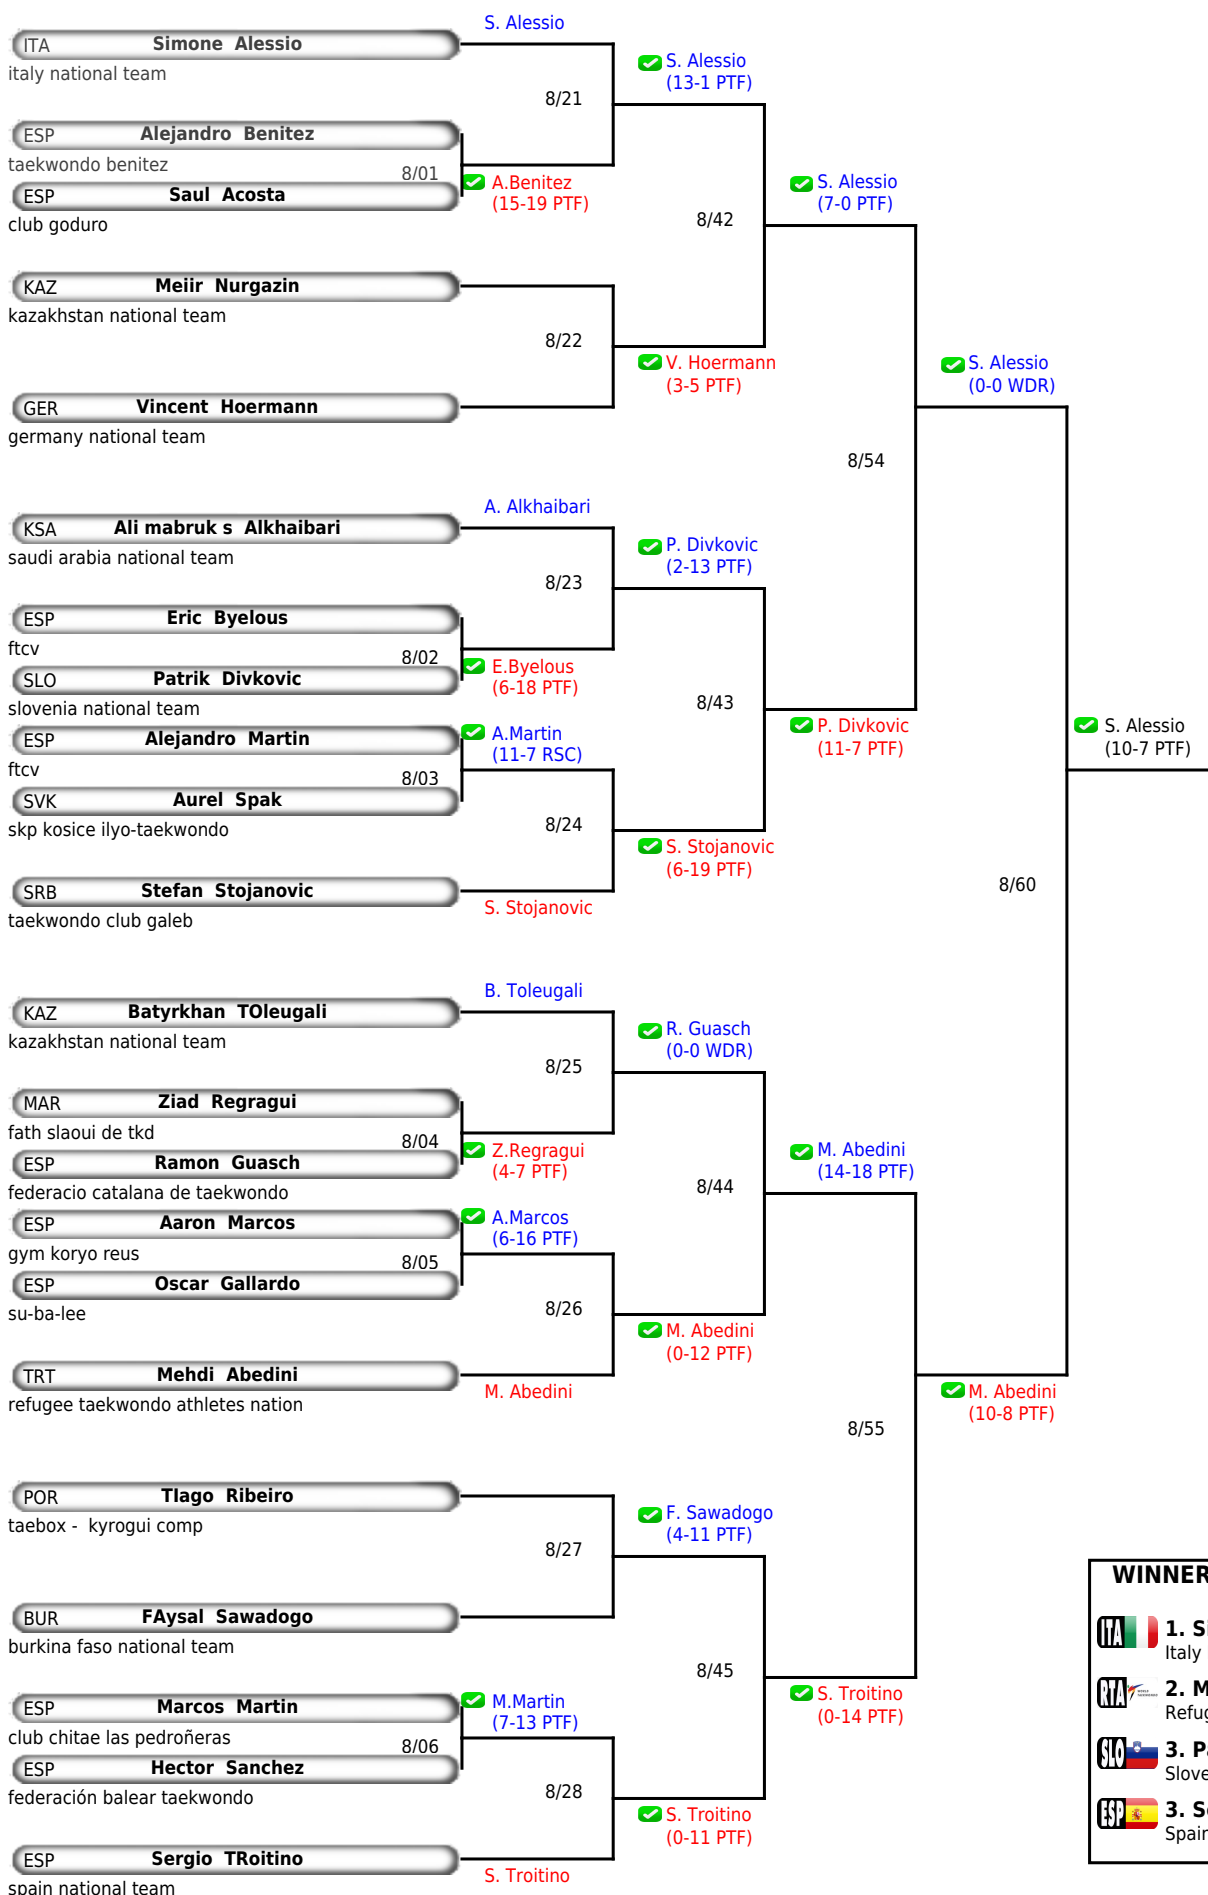 S. Alessio
ITA Simone Alessio
italy national team
S. Alessio
(13-1 PTF)
8/21
ESP Alejandro Benitez
taekwondo benitez
8/01
ESP Saul Acosta
club goduro
A.Benitez
(15-19 PTF)
S. Alessio
(7-0 PTF)
8/42
KAZ Meiir Nurgazin
kazakhstan national team
8/22
V. Hoermann
(3-5 PTF)
GER Vincent Hoermann
germany national team
S. Alessio
(0-0 WDR)
8/54
A. Alkhaibari
KSA Ali mabruk s Alkhaibari
saudi arabia national team
P. Divkovic
(2-13 PTF)
8/23
ESP Eric Byelous
ftcv
8/02
SLO Patrik Divkovic
slovenia national team
E.Byelous
(6-18 PTF)
8/43
P. Divkovic
(11-7 PTF)
ESP Alejandro Martin
ftcv
A.Martin
(11-7 RSC)
8/03
SVK Aurel Spak
skp kosice ilyo-taekwondo
8/24
S. Stojanovic
(6-19 PTF)
SRB Stefan Stojanovic
taekwondo club galeb
S. Stojanovic
S. Alessio
(10-7 PTF)
8/60
B. Toleugali
KAZ Batyrkhan TOleugali
kazakhstan national team
R. Guasch
(0-0 WDR)
8/25
MAR Ziad Regragui
fath slaoui de tkd
8/04
ESP Ramon Guasch
federacio catalana de taekwondo
Z.Regragui
(4-7 PTF)
M. Abedini
(14-18 PTF)
8/44
ESP Aaron Marcos
gym koryo reus
A.Marcos
(6-16 PTF)
8/05
ESP Oscar Gallardo
su-ba-lee
8/26
M. Abedini
(0-12 PTF)
TRT Mehdi Abedini
refugee taekwondo athletes nation
M. Abedini
M. Abedini
(10-8 PTF)
8/55
POR TIago Ribeiro
taebox - kyrogui comp
F. Sawadogo
(4-11 PTF)
8/27
BUR FAysal Sawadogo
burkina faso national team
8/45
S. Troitino
(0-14 PTF)
ESP Marcos Martin
club chitae las pedroñeras
M.Martin
(7-13 PTF)
8/06
ESP Hector Sanchez
federación balear taekwondo
8/28
S. Troitino
(0-11 PTF)
ESP Sergio TRoitino
spain national team
S. Troitino
WINNER
ITA 1. Si
Italy
RTA 2. M
Refug
SLO 3. Pa
Slove
ESP 3. Se
Spain